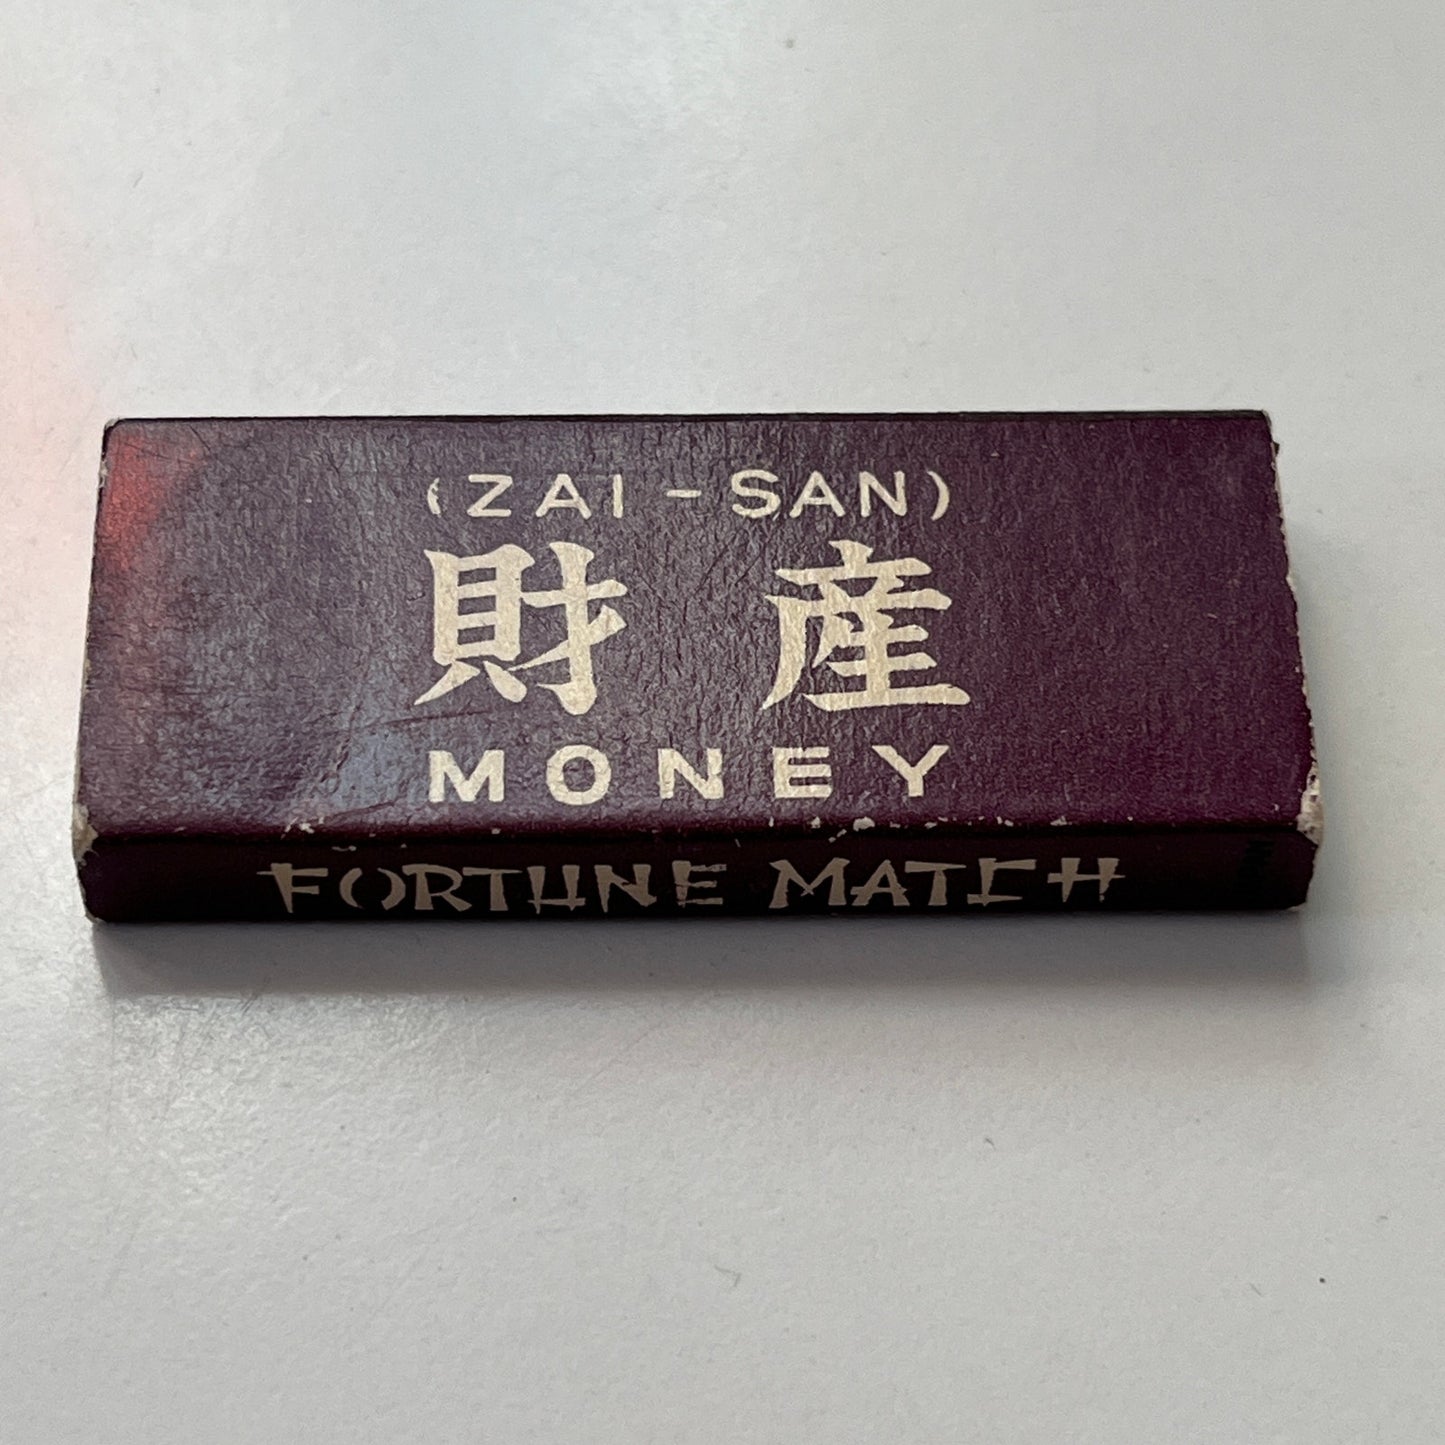 (ZAI-SAN)
財産
MONEY
FORTUNE MATCH